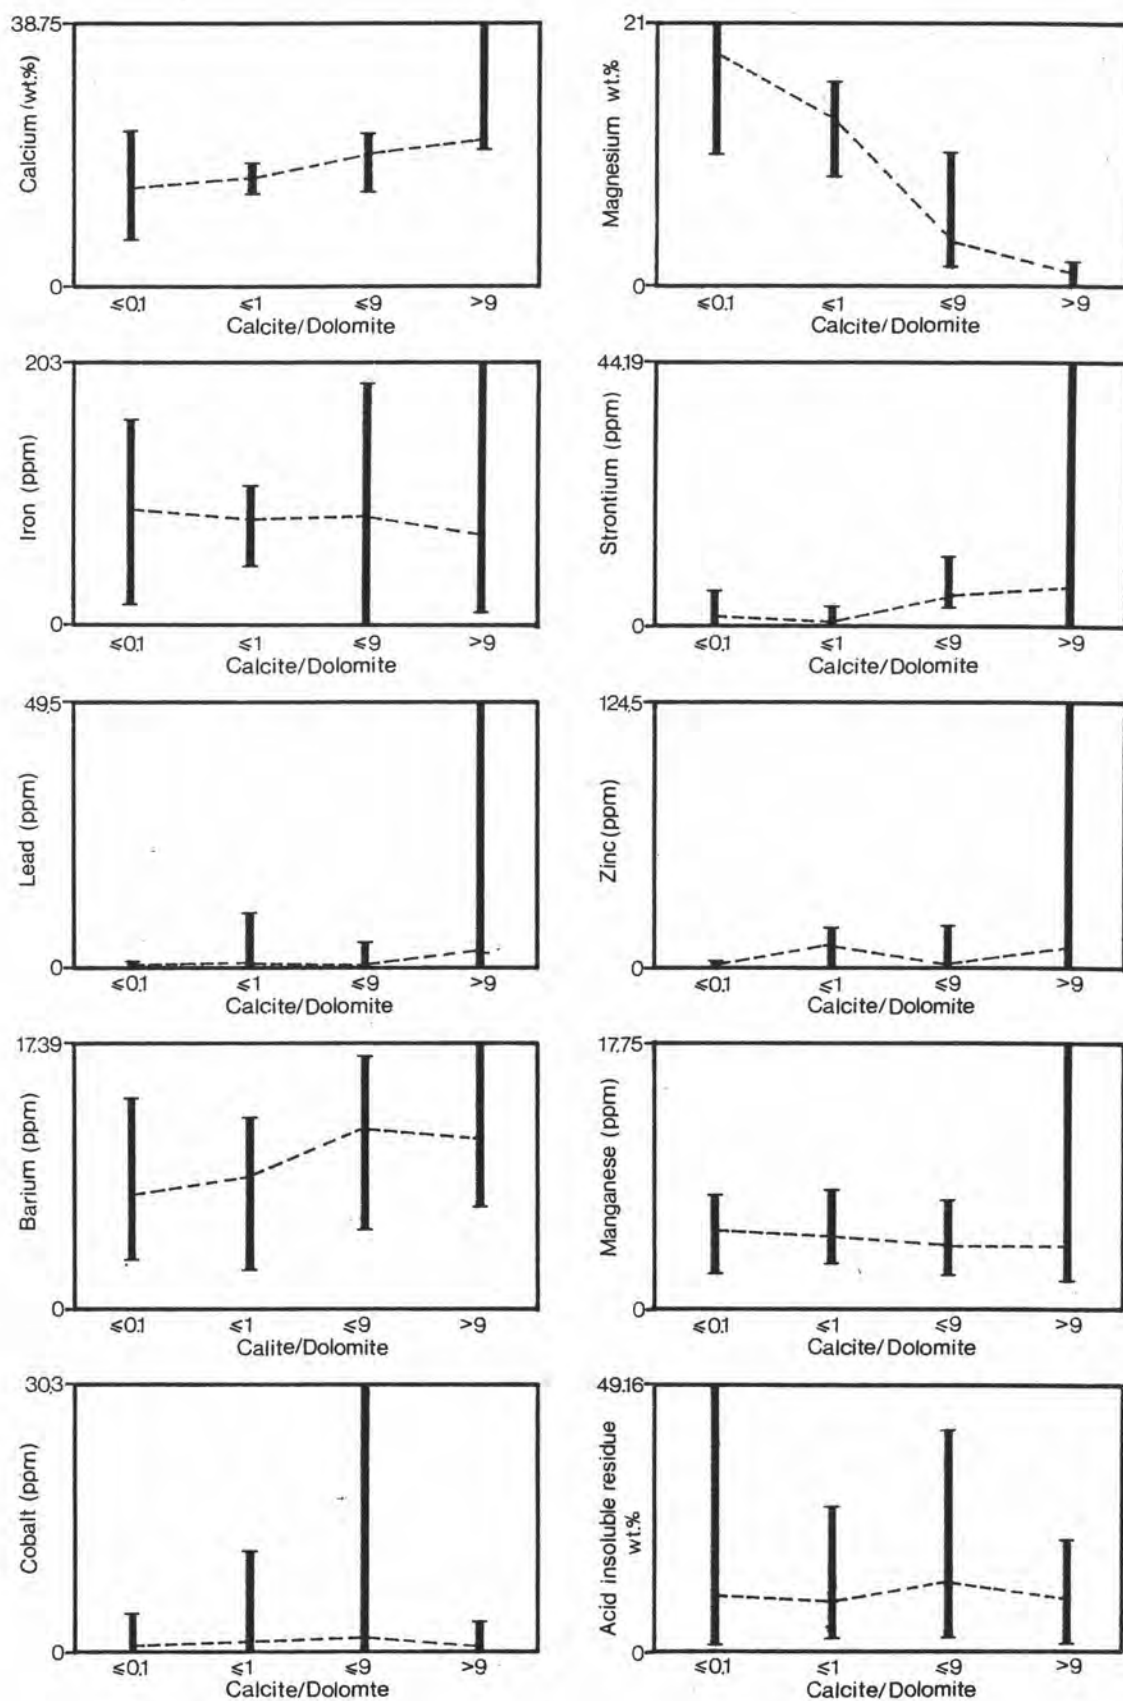 38.75
Calcium (wt.%)
0
≤0.1 ≤1 ≤9 >9
Calcite/Dolomite
21
Magnesium wt.%
0
≤0.1 ≤1 ≤9 >9
Calcite/Dolomite
203
Iron (ppm)
0
≤0.1 ≤1 ≤9 >9
Calcite/Dolomite
44.19
Strontium (ppm)
0
≤0.1 ≤1 ≤9 >9
Calcite/Dolomite
49.5
Lead (ppm)
0
≤0.1 ≤1 ≤9 >9
Calcite/Dolomite
124.5
Zinc (ppm)
0
≤0.1 ≤1 ≤9 >9
Calcite/Dolomite
17.39
Barium (ppm)
0
≤0.1 ≤1 ≤9 >9
Calite/Dolomite
17.75
Manganese (ppm)
0
≤0.1 ≤1 ≤9 >9
Calcite/Dolomite
30.3
Cobalt (ppm)
0
≤0.1 ≤1 ≤9 >9
Calcite/Dolomte
49.16
Acid insoluble residue
wt.%
0
≤0.1 ≤1 ≤9 >9
Calcite/Dolomite